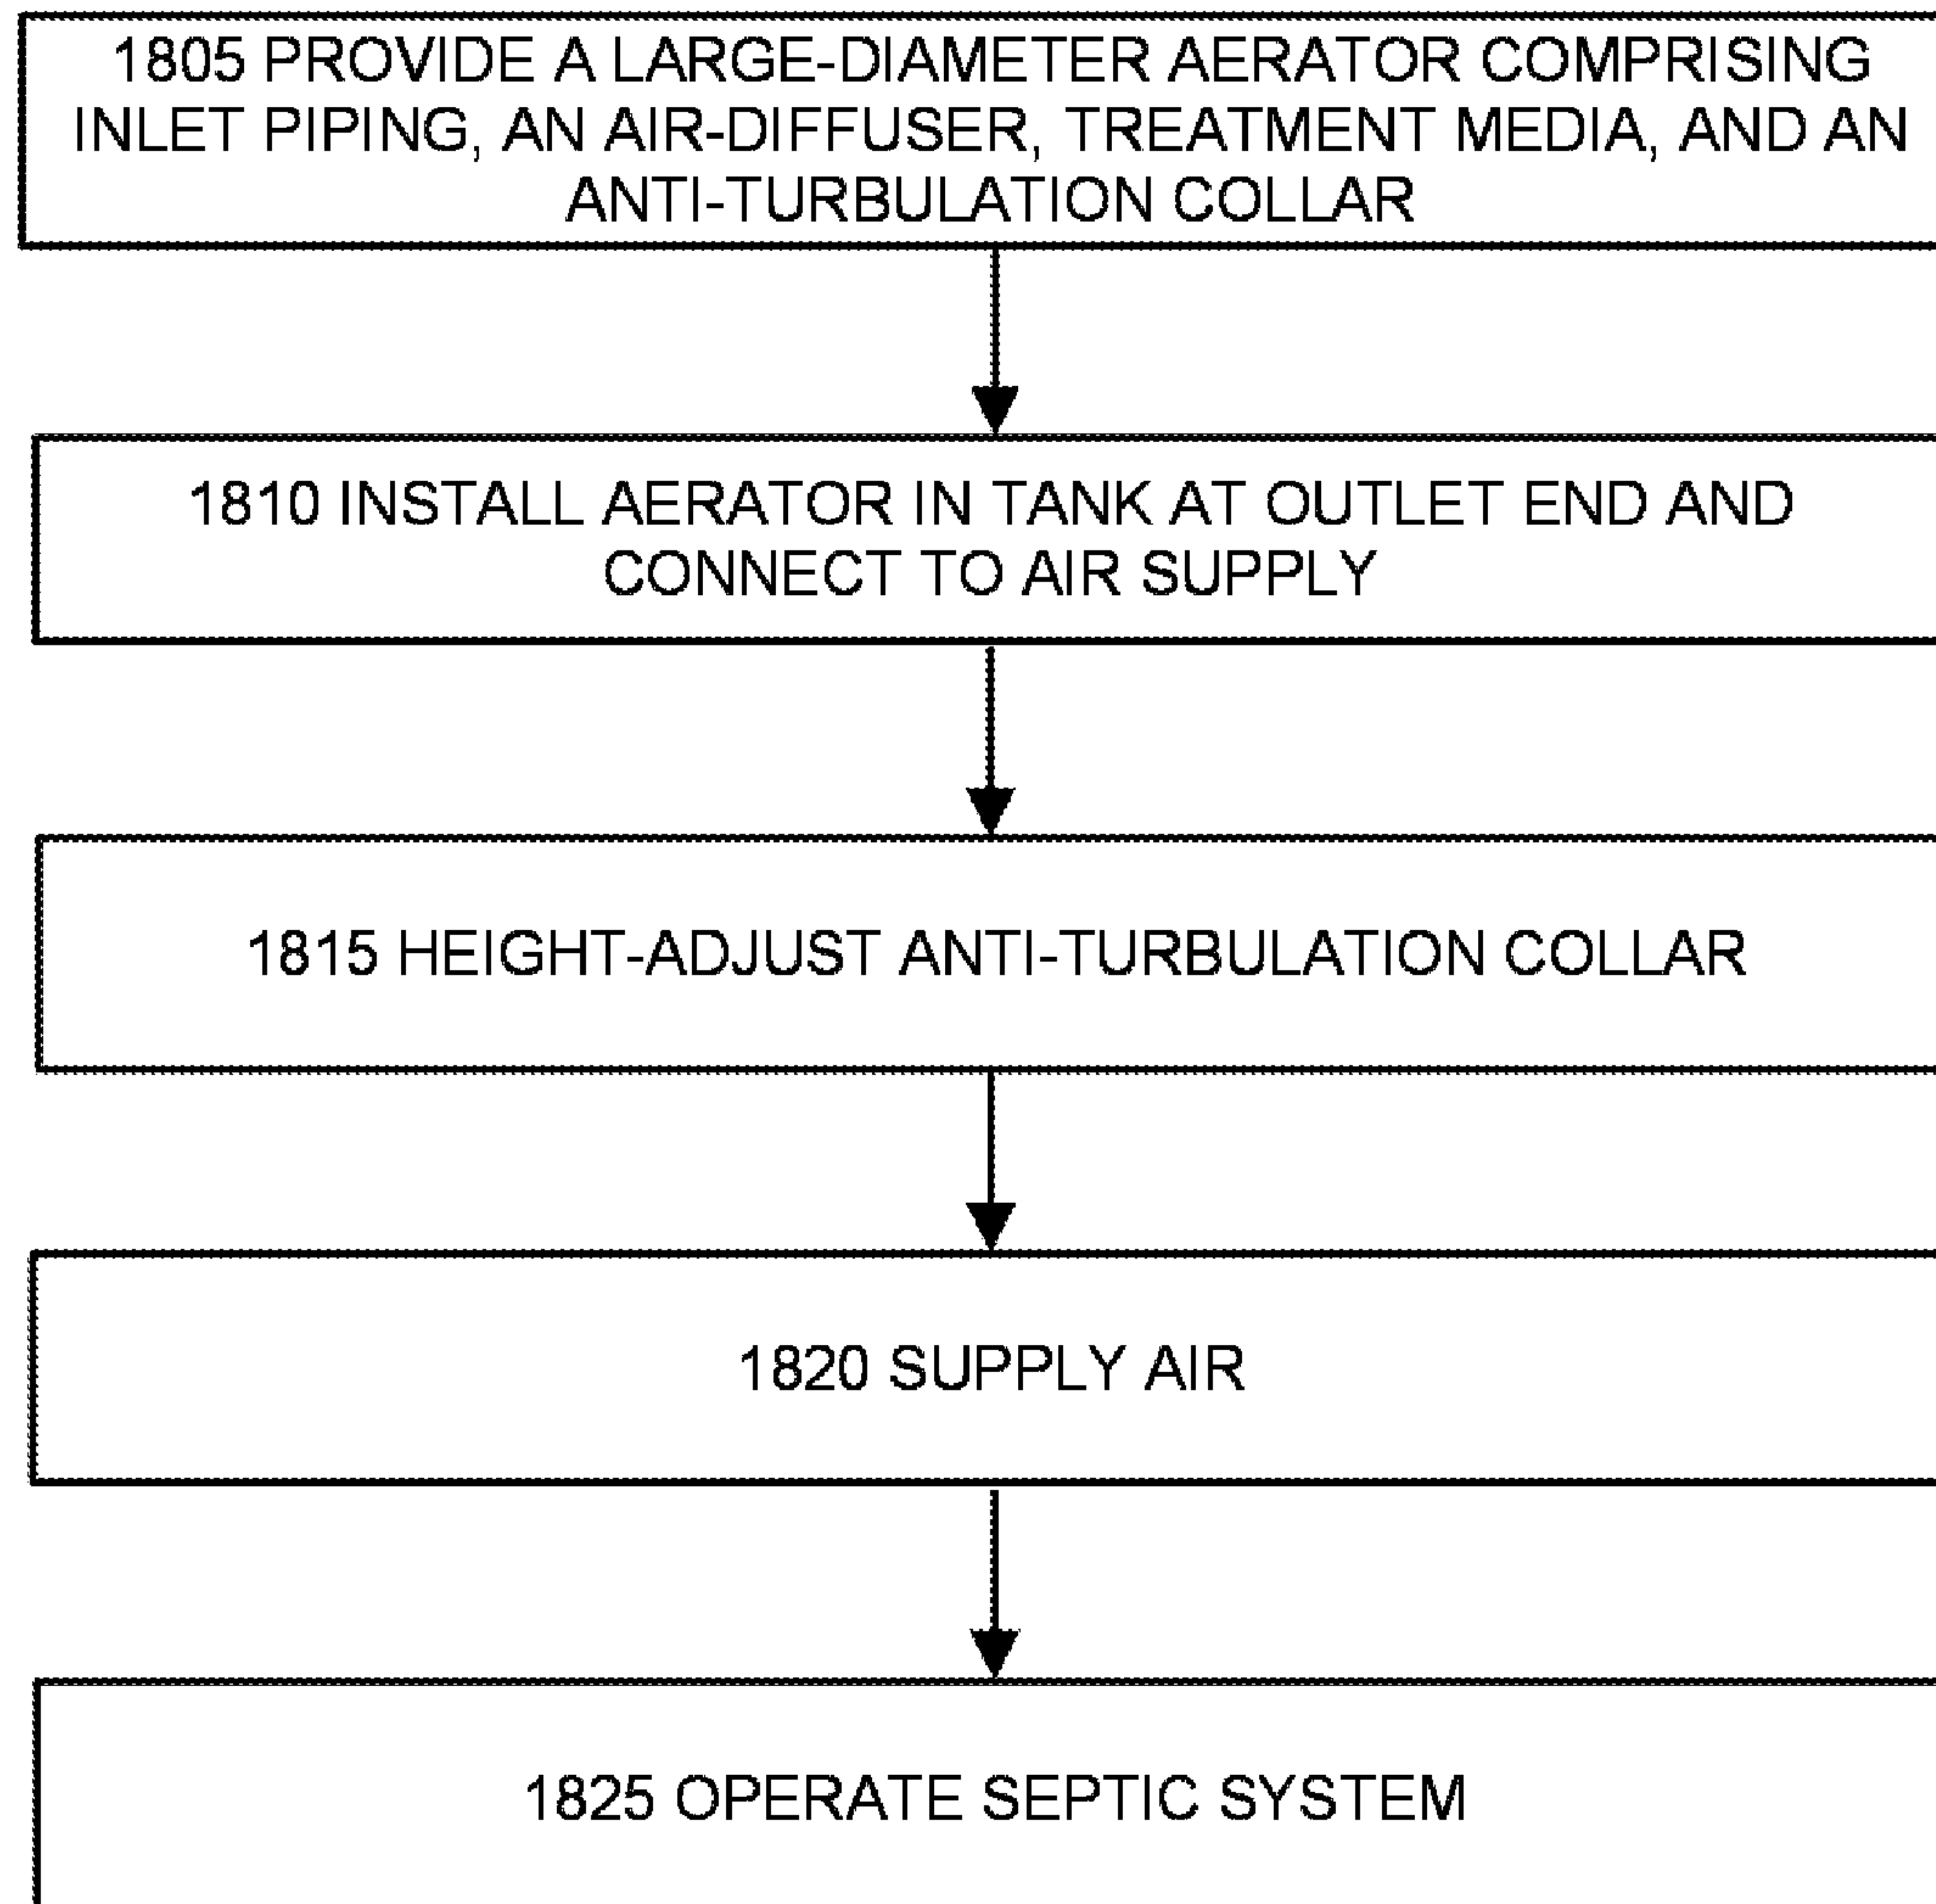 1805 PROVIDE A LARGE-DIAMETER AERATOR COMPRISING
INLET PIPING, AN AIR-DIFFUSER, TREATMENT MEDIA, AND AN
ANTI-TURBULATION COLLAR
1810 INSTALL AERATOR IN TANK AT OUTLET END AND
CONNECT TO AIR SUPPLY
1815 HEIGHT-ADJUST ANTI-TURBULATION COLLAR
1820 SUPPLY AIR
1825 OPERATE SEPTIC SYSTEM